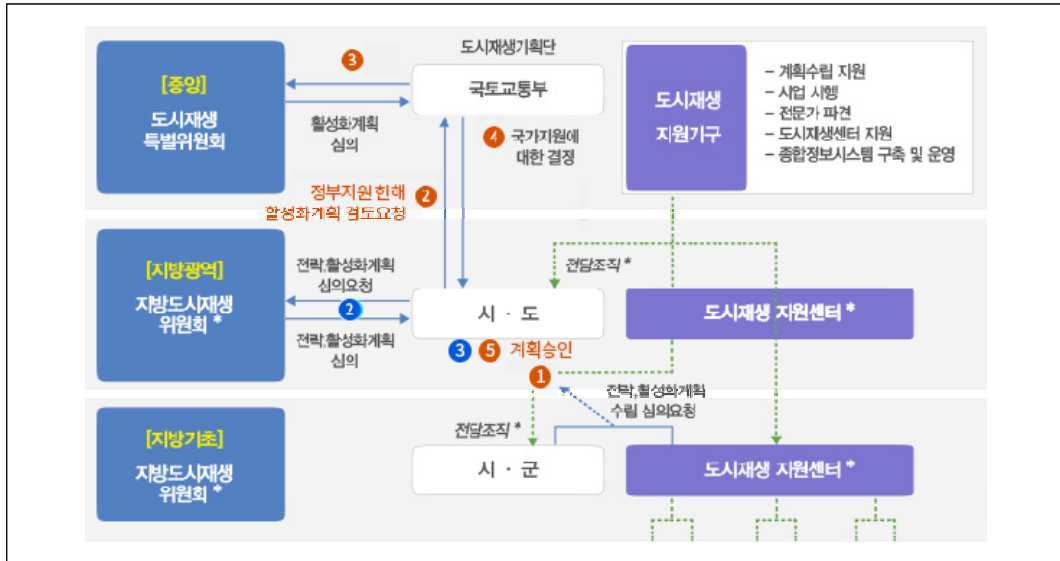 도시재생기획단
[중앙]
도시재생
특별위원회
3
활성화계획
심의
국토교통부
4 국가지원에
대한 결정
도시재생
지원기구
- 계획수립 지원
- 사업 시행
- 전문가 파견
- 도시재생센터 지원
- 종합정보시스템 구축 및 운영
정부지원 한해 2
활성화계획 검토요청
[지방광역]
지방도시재생
위원회 *
전략,활성화계획
심의요청
2
전략,활성화계획
심의
전담조직 *
시 · 도
3 5 계획승인
1
도시재생 지원센터 *
전략,활성화계획
수립 심의요청
[지방기초]
지방도시재생
위원회 *
전담조직 *
시 · 군
도시재생 지원센터 *